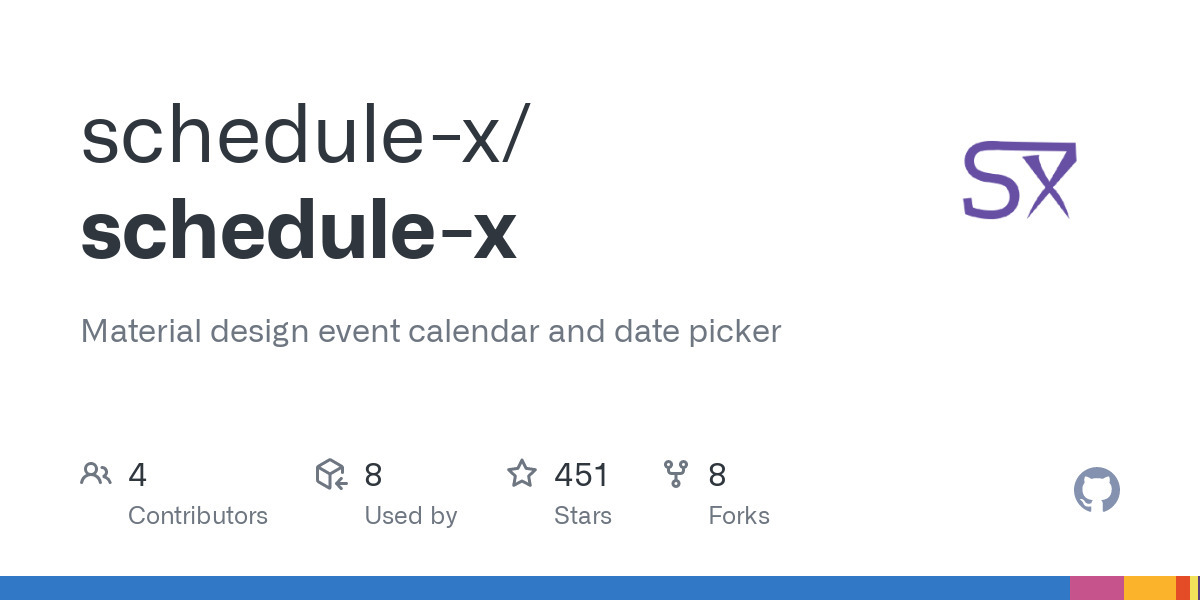 schedule-x/
schedule-x
SX
Material design event calendar and date picker
4
Contributors
8
Used by
451
Stars
8
Forks